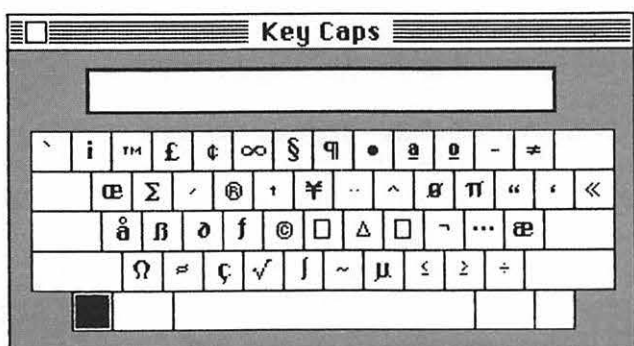 Key Caps
` ¡ ™ £ ¢ ∞ § ¶ • ª º – ≠
œ ∑ ´ ® † ¥ ¨ ^ ø π “ ‘ «
å ß ∂ ƒ © □ ∆ □ ¬ … æ
Ω ≈ ç √ ∫ ~ µ ≤ ≥ ÷